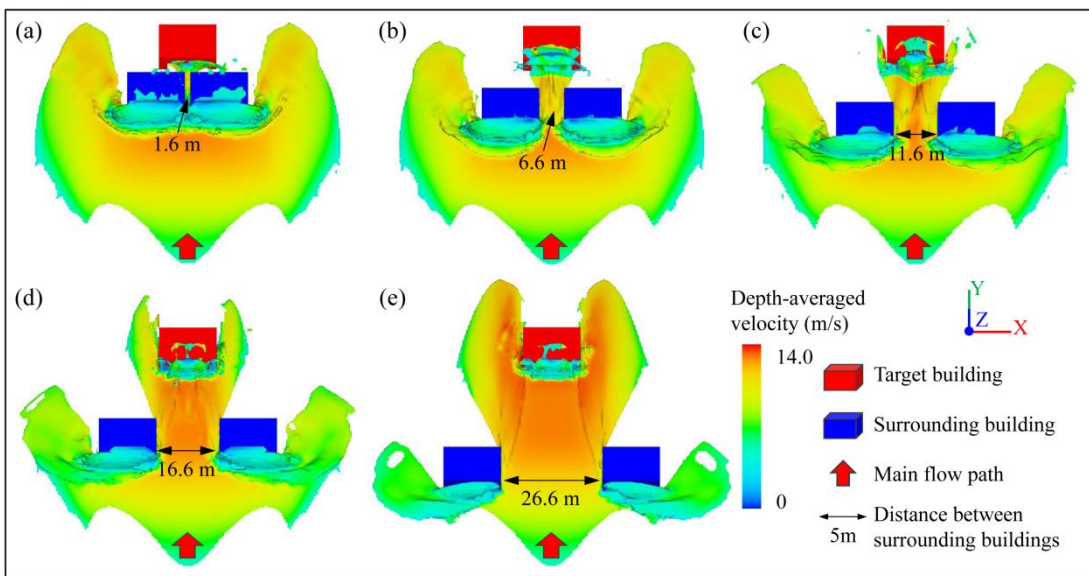 (a)
1.6 m
(b)
6.6 m
(c)
11.6 m
(d)
16.6 m
(e)
26.6 m
Depth-averaged
velocity (m/s)
14.0
0
Y
Z
X
Target building
Surrounding building
Main flow path
5m
Distance between
surrounding buildings